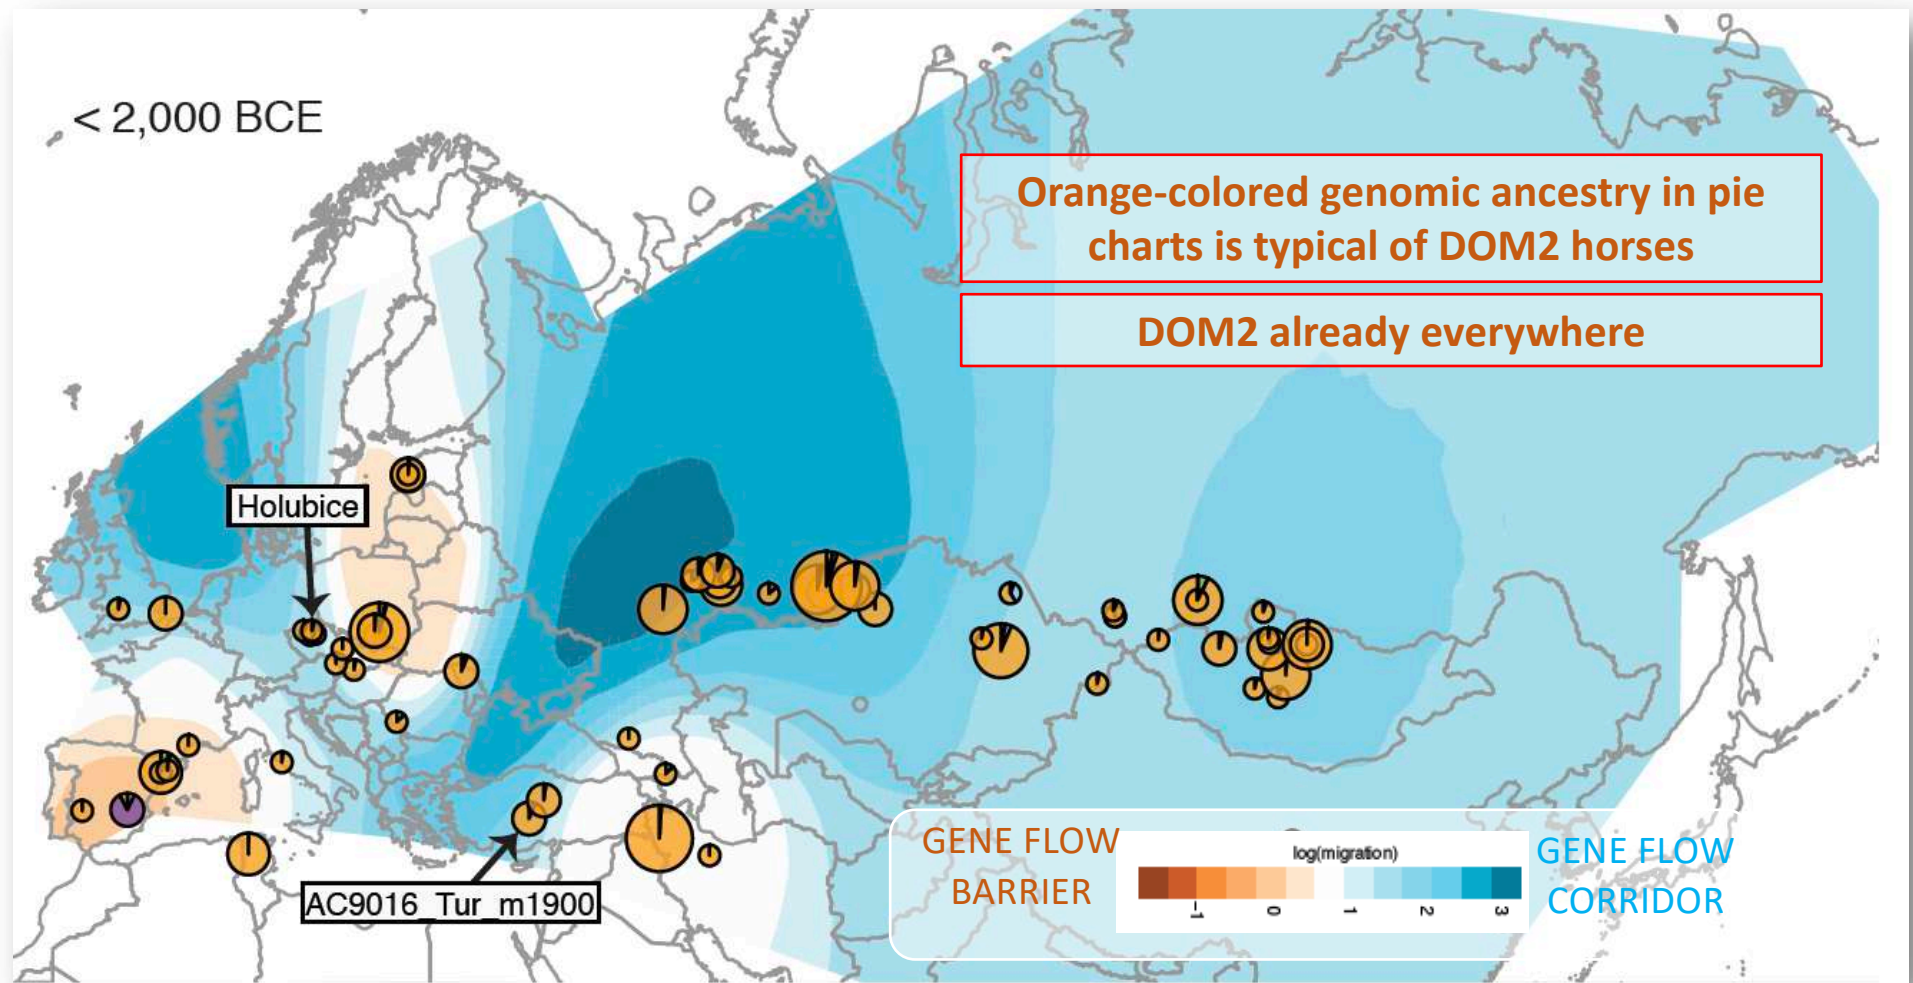 < 2,000 BCE
Orange-colored genomic ancestry in pie
charts is typical of DOM2 horses
DOM2 already everywhere
Holubice
AC9016_Tur_m1900
GENE FLOW
BARRIER
log(migration)
-1
0
1
2
3
GENE FLOW
CORRIDOR